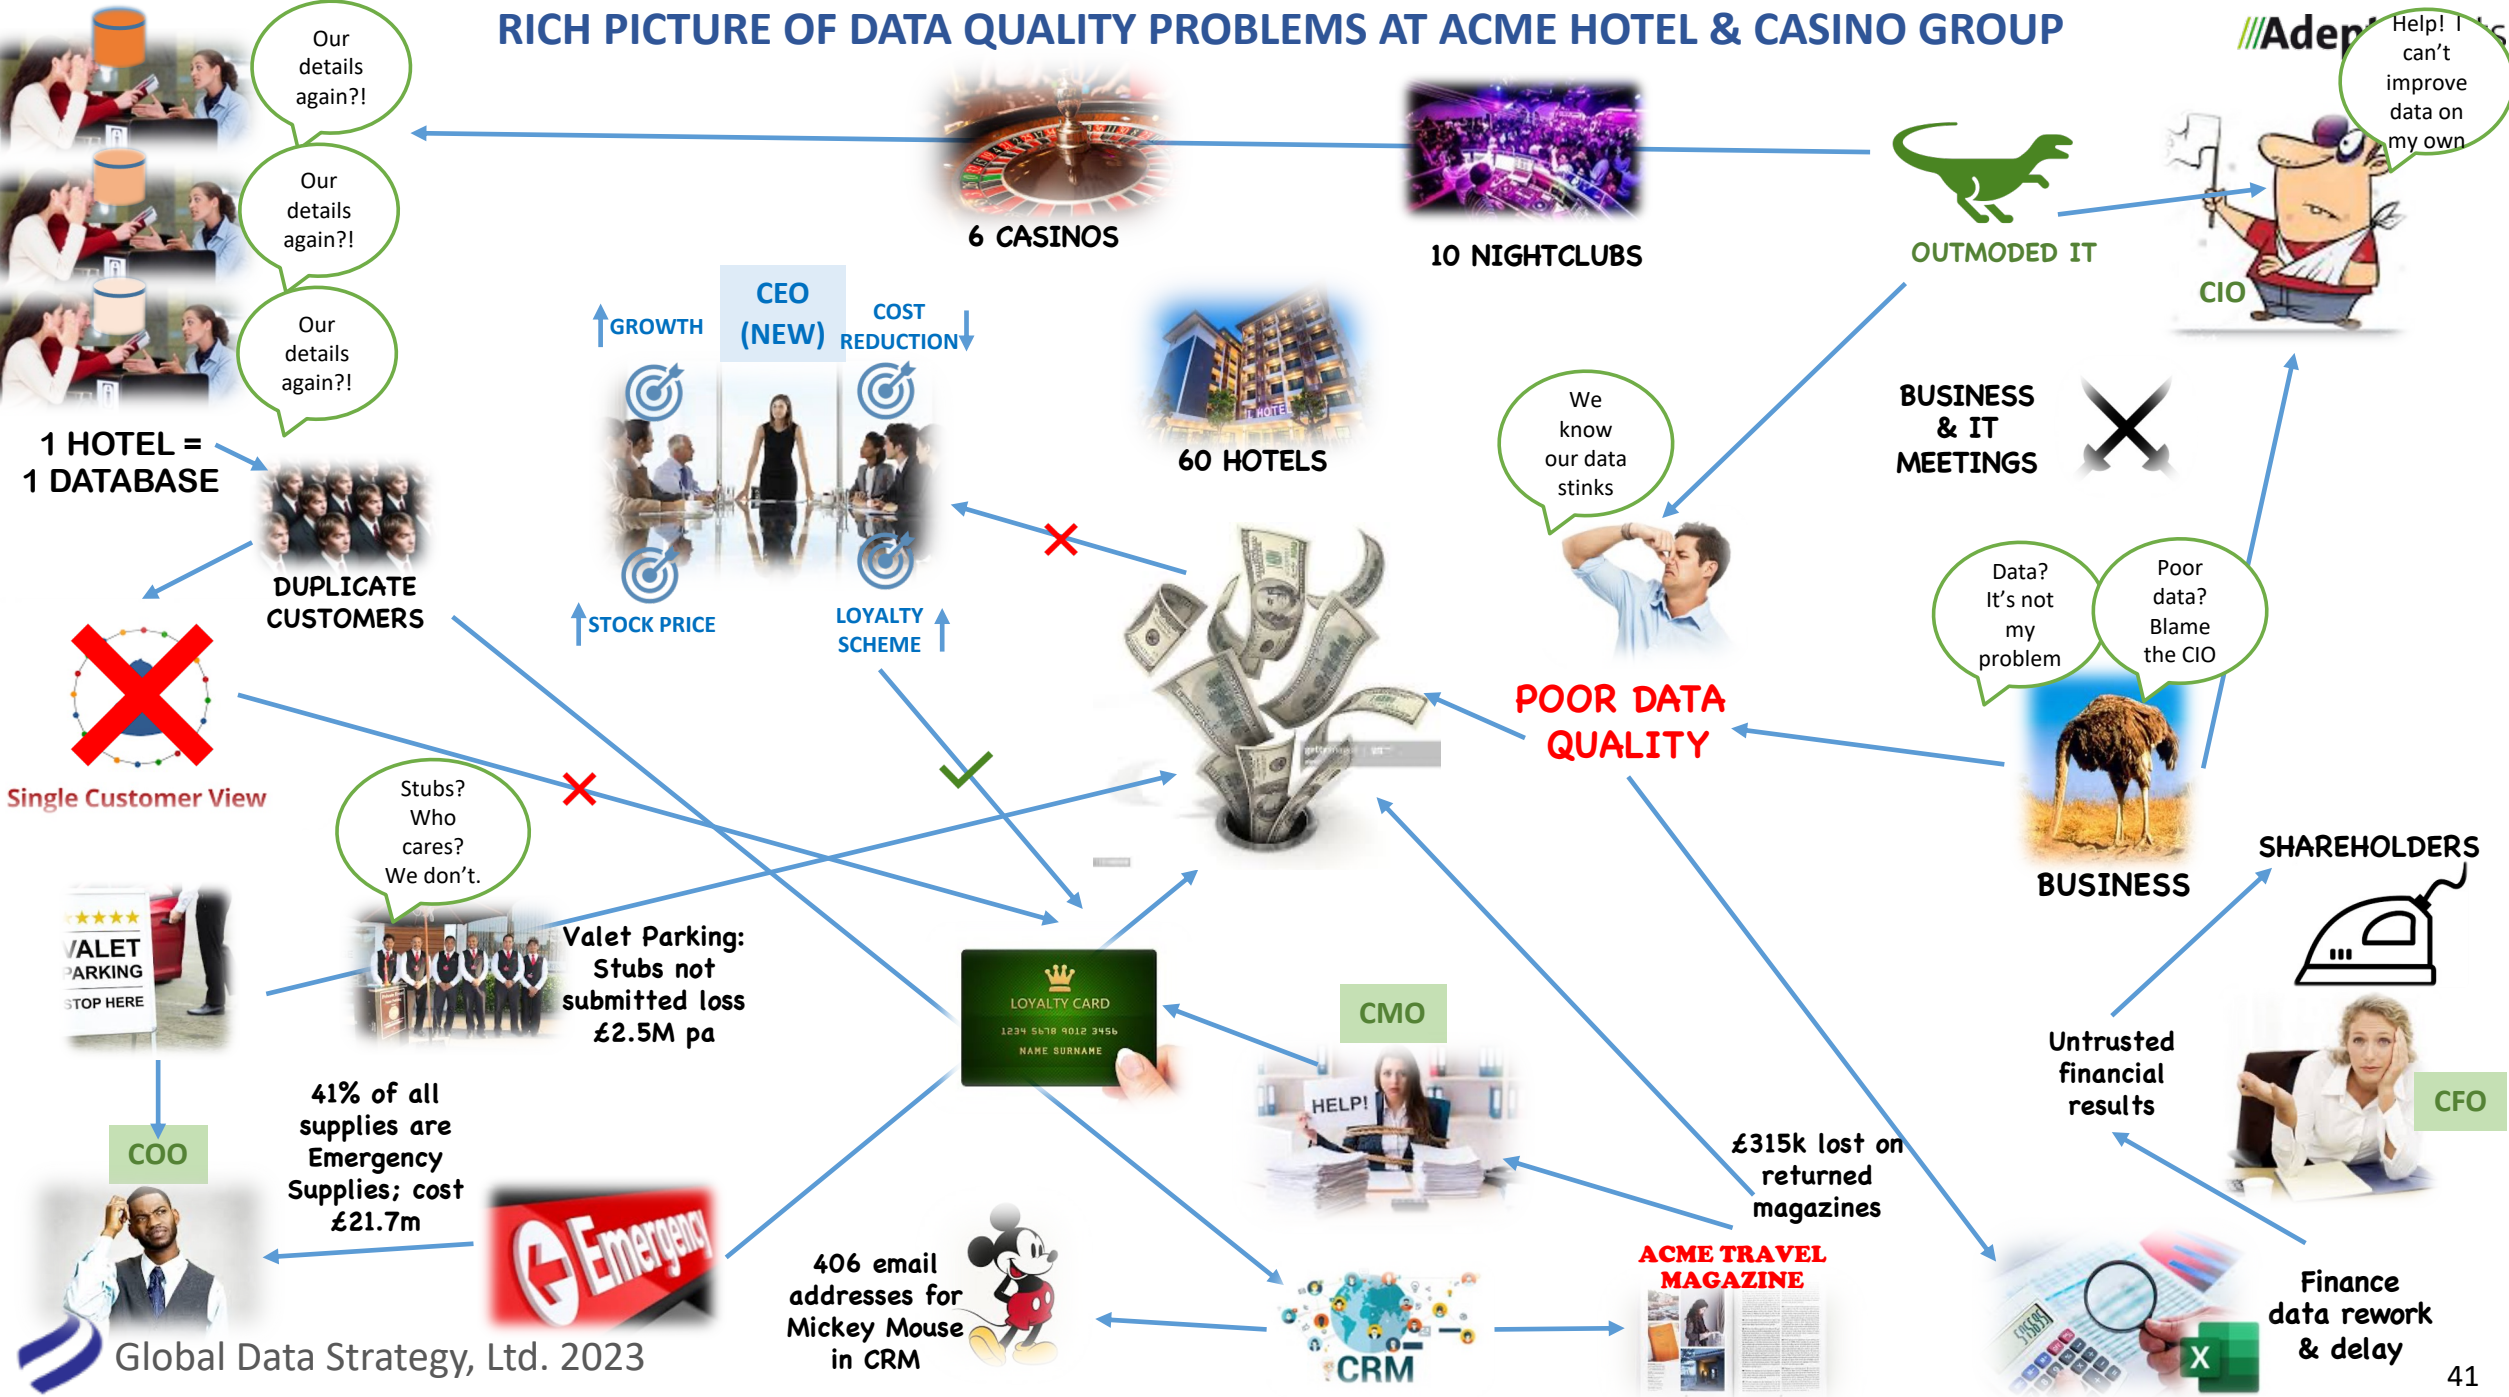 RICH PICTURE OF DATA QUALITY PROBLEMS AT ACME HOTEL & CASINO GROUP
Our
details
again?!
Our
details
again?!
Our
details
again?!
Help! I
can't
improve
data on
my own
6 CASINOS
10 NIGHTCLUBS
OUTMODED IT
CIO
CEO
(NEW)
GROWTH
COST
REDUCTION
STOCK PRICE
LOYALTY
SCHEME
HOTEL
60 HOTELS
We
know
our data
stinks
BUSINESS
& IT
MEETINGS
1 HOTEL =
1 DATABASE
DUPLICATE
CUSTOMERS
Single Customer View
Data?
It's not
my
problem
Poor
data?
Blame
the CIO
POOR DATA
QUALITY
BUSINESS
SHAREHOLDERS
Stubs?
Who
cares?
We don't.
VALET
PARKING
STOP HERE
Valet Parking:
Stubs not
submitted loss
£2.5M pa
LOYALTY CARD
1234 5678 9012 3456
NAME SURNAME
CMO
HELP!
Untrusted
financial
results
CFO
COO
41% of all
supplies are
Emergency
Supplies; cost
£21.7m
Emergency
406 email
addresses for
Mickey Mouse
in CRM
CRM
£315k lost on
returned
magazines
ACME TRAVEL
MAGAZINE
X
Finance
data rework
& delay
Global Data Strategy, Ltd. 2023
41